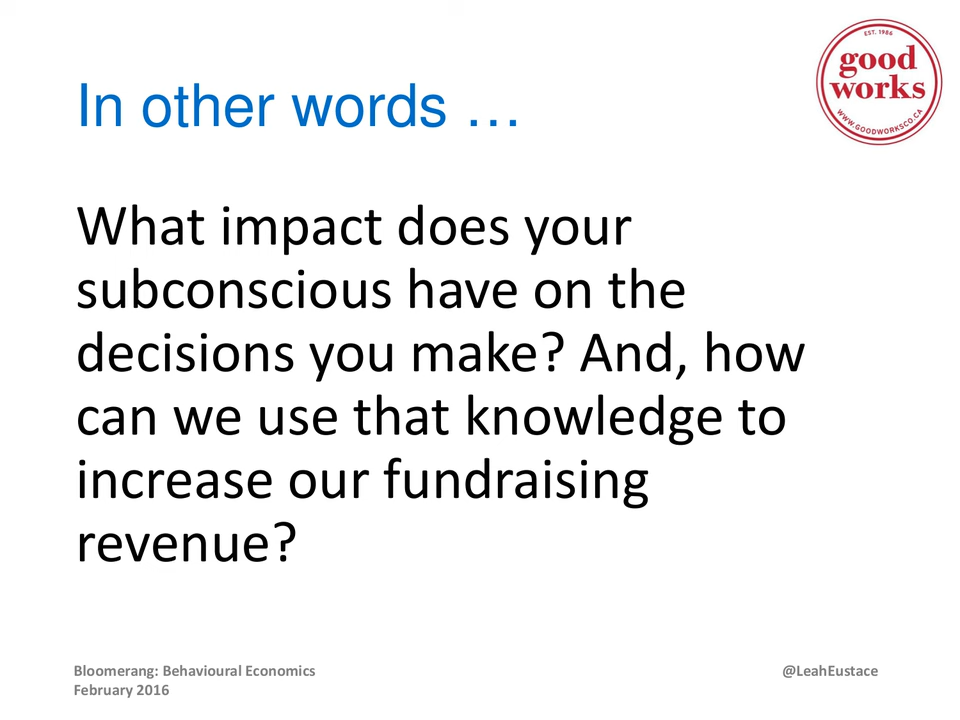 EST. 1986
good
works
WWW.GOODWORKSCO.CA
In other words …
What impact does your
subconscious have on the
decisions you make? And, how
can we use that knowledge to
increase our fundraising
revenue?
Bloomerang: Behavioural Economics
February 2016
@LeahEustace